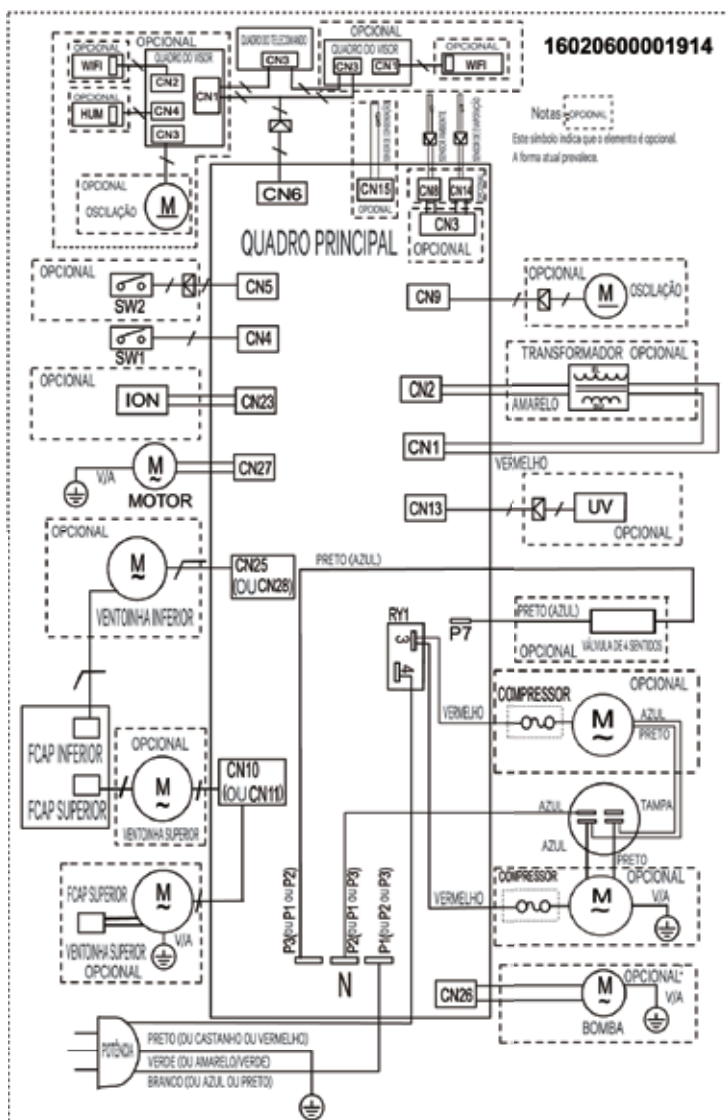 16020600001914
Notas
OPCIONAL
Este símbolo indica que o elemento é opcional.
A forma atual prevalece.
OPCIONAL
WIFI
OPCIONAL
QUADRO DO VISOR
CN2
CN1
OPCIONAL
HUM
CN4
CN3
OPCIONAL
OSCILAÇÃO
M
QUADRO DO TELECOMANDO
CN3
OPCIONAL
QUADRO DO VISOR
CN3
CN1
OPCIONAL
WIFI
CN6
CN15
OPCIONAL
CN8
CN14
CN3
OPCIONAL
QUADRO PRINCIPAL
OPCIONAL
SW2
CN5
SW1
CN4
OPCIONAL
ION
CN23
V/A
M
~
MOTOR
CN27
OPCIONAL
M
~
VENTOINHA INFERIOR
CN25
(OU CN28)
FCAP INFERIOR
FCAP SUPERIOR
OPCIONAL
M
~
VENTOINHA SUPERIOR
CN10
(OU CN11)
FCAP SUPERIOR
M
~
V/A
VENTOINHA SUPERIOR
OPCIONAL
CN9
OPCIONAL
M
OSCILAÇÃO
TRANSFORMADOR
OPCIONAL
CN2
AMARELO
CN1
VERMELHO
CN13
UV
OPCIONAL
PRETO (AZUL)
RY1
3
4
P7
PRETO (AZUL)
OPCIONAL
VÁLVULA DE 4 SENTIDOS
OPCIONAL
COMPRESSOR
VERMELHO
M
~
AZUL
PRETO
AZUL
TAMPA
AZUL
PRETO
COMPRESSOR
OPCIONAL
VERMELHO
M
~
V/A
P3(OU P1 OU P2)
P2(OU P1 OU P3)
P1(OU P2 OU P3)
N
CN26
OPCIONAL
M
~
V/A
BOMBA
POTÊNCIA
PRETO (OU CASTANHO OU VERMELHO)
VERDE (OU AMARELO/VERDE)
BRANCO (OU AZUL OU PRETO)